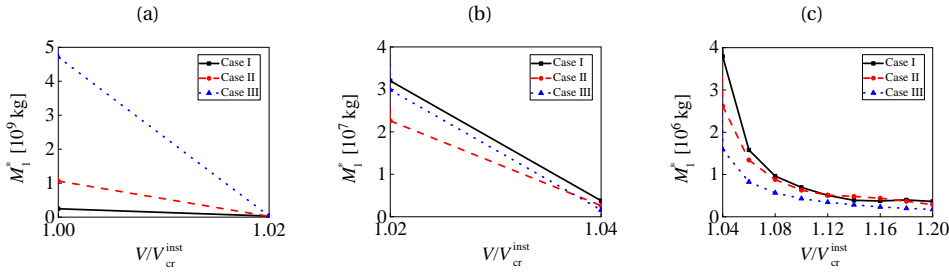 (a)
5
4
3
2
1
0
1.00
1.02
M₁* [10⁹ kg]
V/V_cr^inst
Case I
Case II
Case III
(b)
4
3
2
1
0
1.02
1.04
M₁* [10⁷ kg]
V/V_cr^inst
Case I
Case II
Case III
(c)
4
3
2
1
0
1.04
1.08
1.12
1.16
1.20
M₁* [10⁶ kg]
V/V_cr^inst
Case I
Case II
Case III